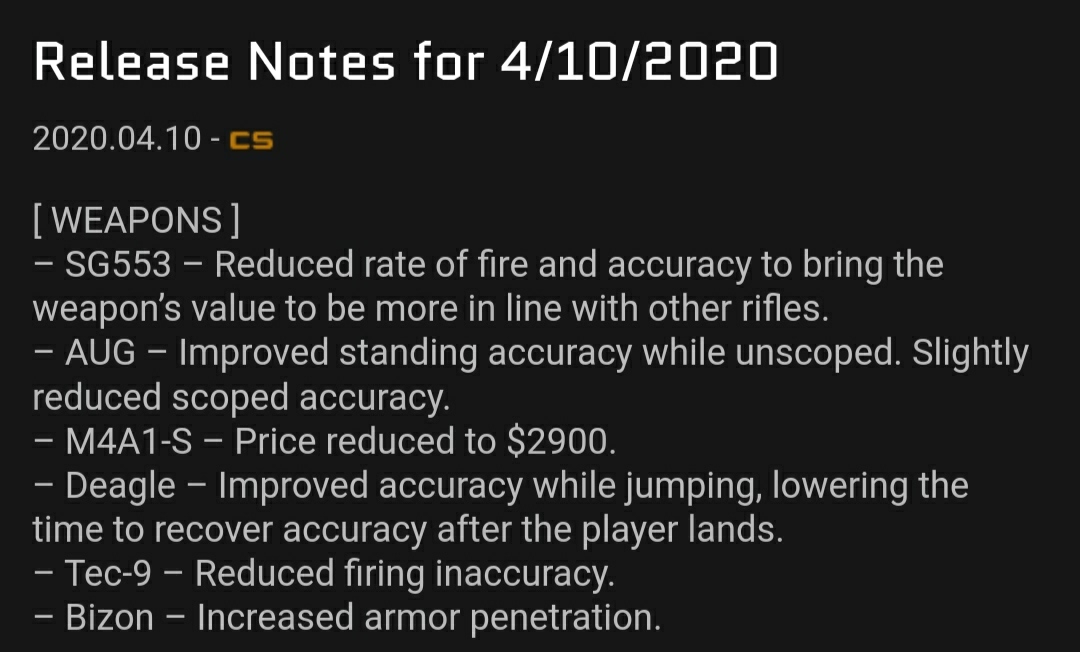 Release Notes for 4/10/2020
2020.04.10 - CS
[ WEAPONS ]
– SG553 – Reduced rate of fire and accuracy to bring the
weapon’s value to be more in line with other rifles.
– AUG – Improved standing accuracy while unscoped. Slightly
reduced scoped accuracy.
– M4A1-S – Price reduced to $2900.
– Deagle – Improved accuracy while jumping, lowering the
time to recover accuracy after the player lands.
– Tec-9 – Reduced firing inaccuracy.
– Bizon – Increased armor penetration.